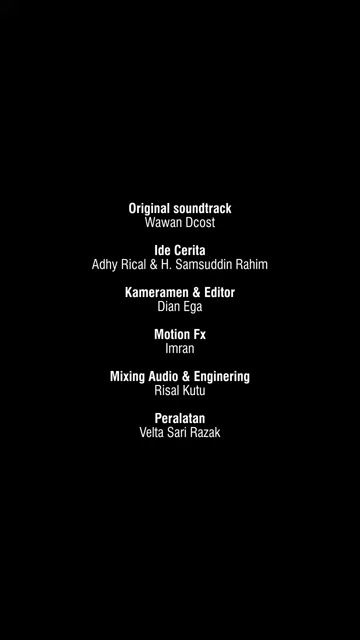 Original soundtrack
Wawan Dcost
Ide Cerita
Adhy Rical & H. Samsuddin Rahim
Kameramen & Editor
Dian Ega
Motion Fx
Imran
Mixing Audio & Enginering
Risal Kutu
Peralatan
Velta Sari Razak